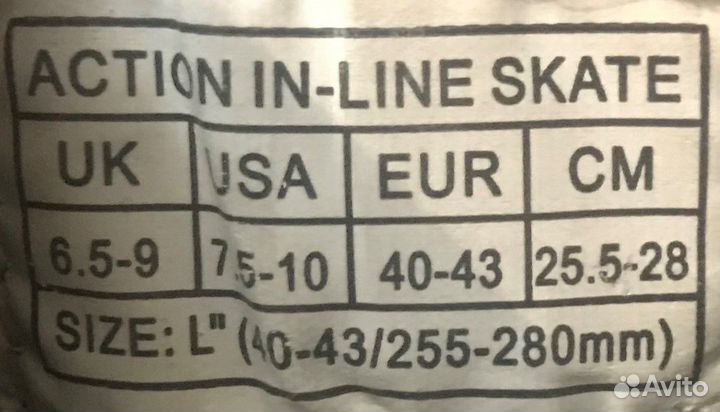 ACTION IN-LINE SKATE
UK USA EUR CM
6.5-9 7.5-10 40-43 25.5-28
SIZE: L" (40-43/255-280mm)
Avito